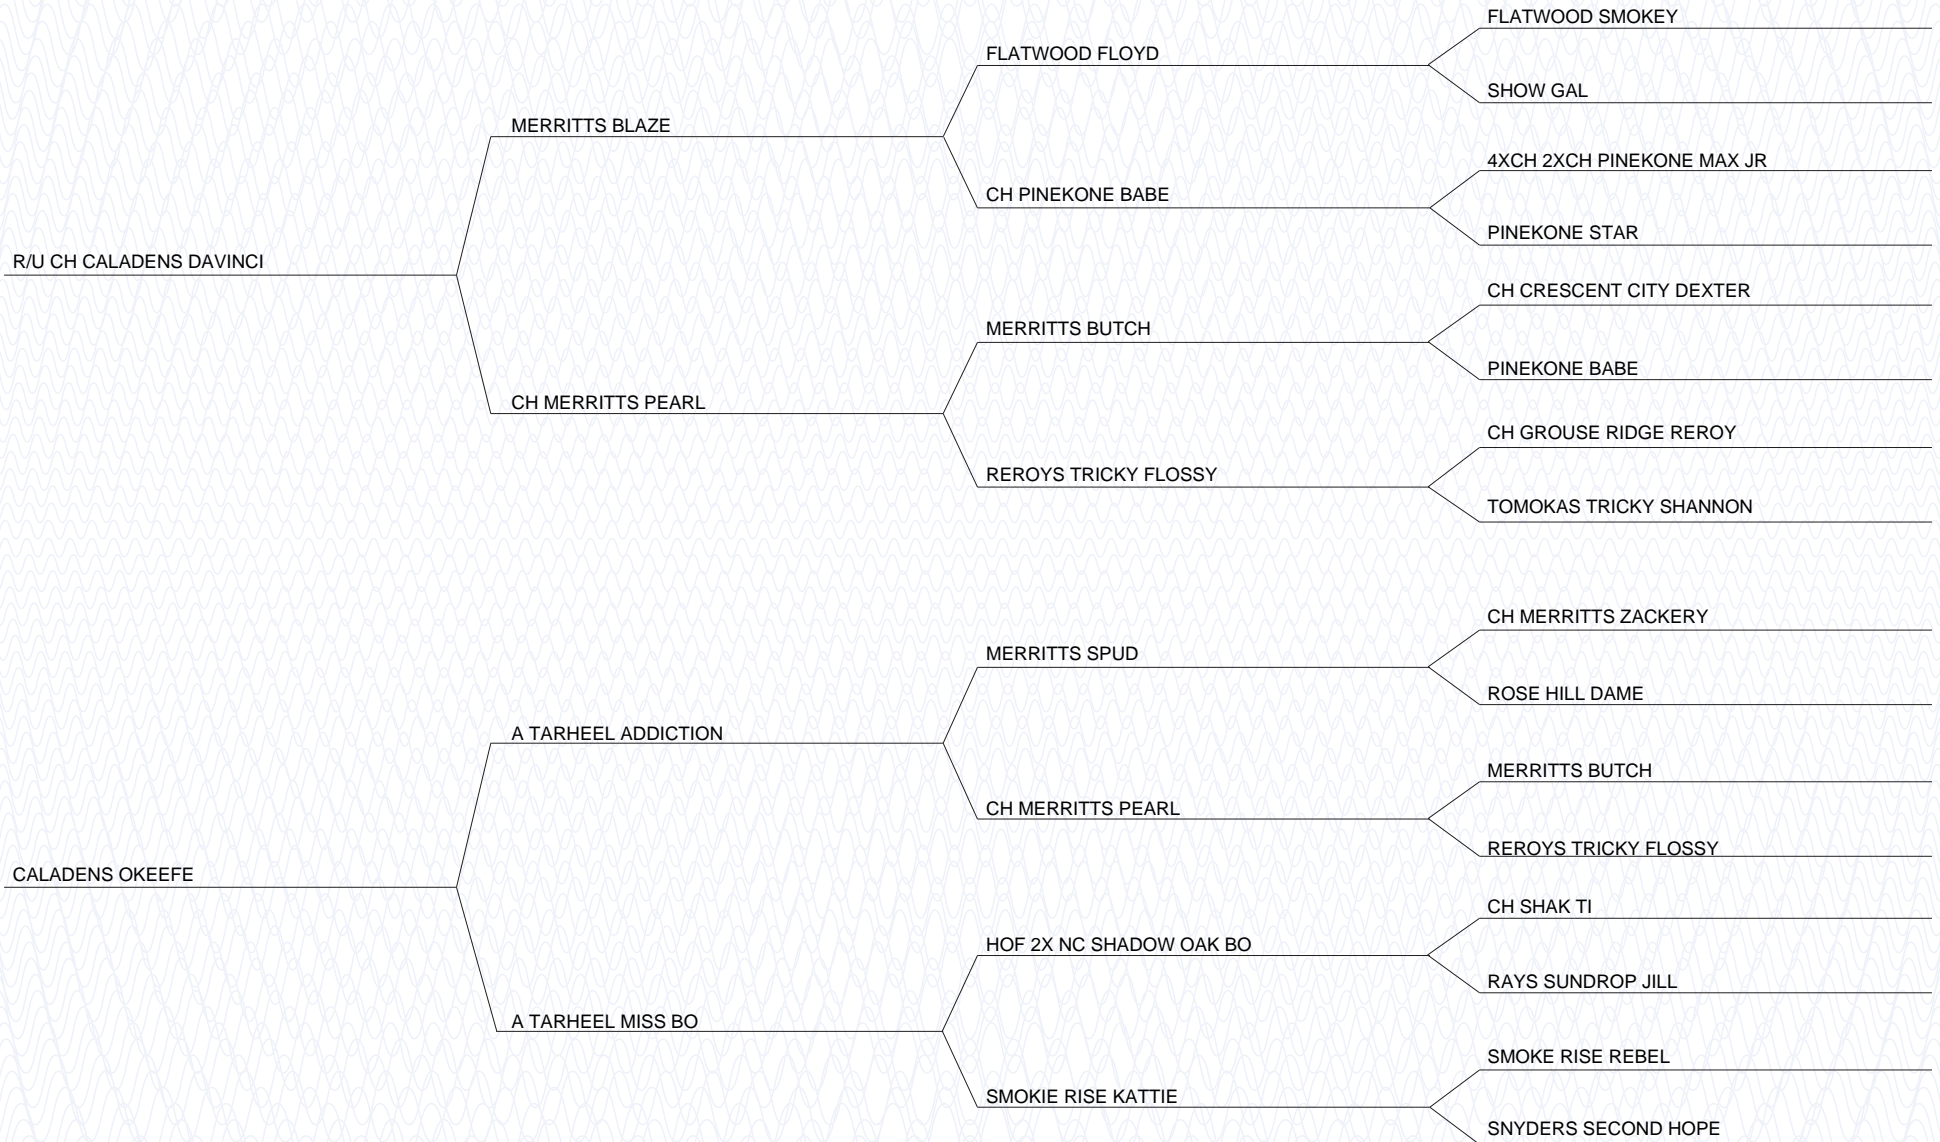 FLATWOOD SMOKEY
FLATWOOD FLOYD
SHOW GAL
MERRITTS BLAZE
4XCH 2XCH PINEKONE MAX JR
CH PINEKONE BABE
PINEKONE STAR
R/U CH CALADENS DAVINCI
CH CRESCENT CITY DEXTER
MERRITTS BUTCH
PINEKONE BABE
CH MERRITTS PEARL
CH GROUSE RIDGE REROY
REROYS TRICKY FLOSSY
TOMOKAS TRICKY SHANNON
CH MERRITTS ZACKERY
MERRITTS SPUD
ROSE HILL DAME
A TARHEEL ADDICTION
MERRITTS BUTCH
CH MERRITTS PEARL
REROYS TRICKY FLOSSY
CALADENS OKEEFE
CH SHAK TI
HOF 2X NC SHADOW OAK BO
RAYS SUNDROP JILL
A TARHEEL MISS BO
SMOKE RISE REBEL
SMOKIE RISE KATTIE
SNYDERS SECOND HOPE